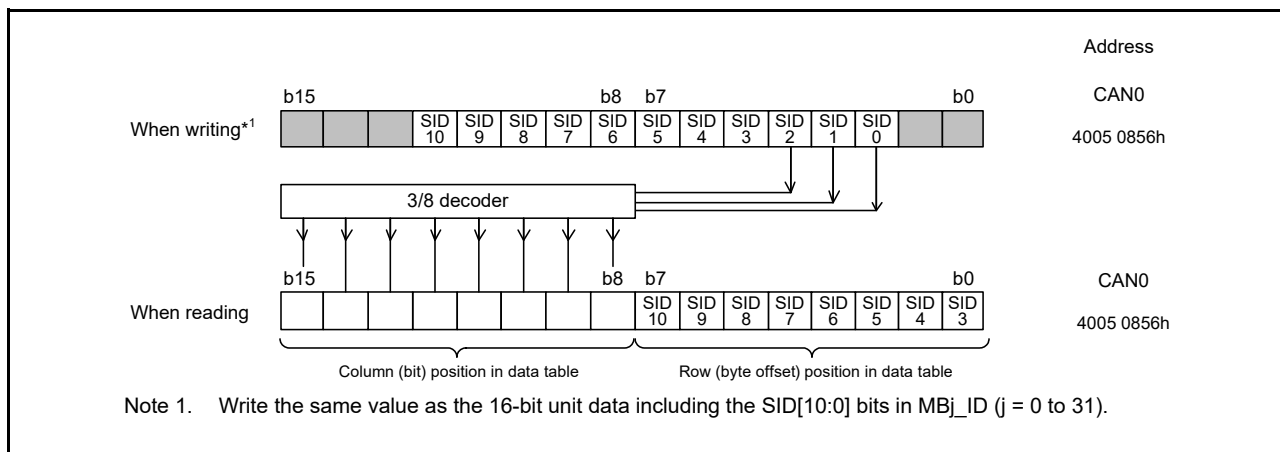 Address
b15 b8 b7 b0 CAN0
When writing*1 SID 10 SID 9 SID 8 SID 7 SID 6 SID 5 SID 4 SID 3 SID 2 SID 1 SID 0 4005 0856h
3/8 decoder
b15 b8 b7 b0 CAN0
When reading SID 10 SID 9 SID 8 SID 7 SID 6 SID 5 SID 4 SID 3 4005 0856h
Column (bit) position in data table Row (byte offset) position in data table
Note 1. Write the same value as the 16-bit unit data including the SID[10:0] bits in MBj_ID (j = 0 to 31).